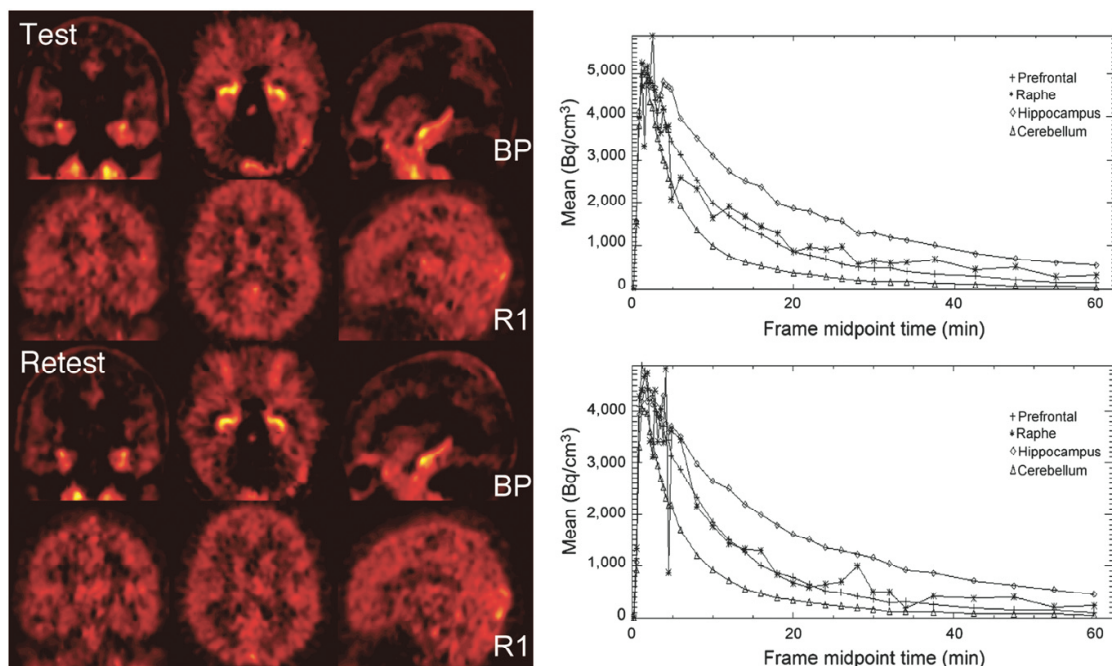 Test
BP
R1
Retest
BP
R1
Mean (Bq/cm3)
5,000
4,000
3,000
2,000
1,000
0
+Prefrontal
*Raphe
◇Hippocampus
△Cerebellum
0 20 40 60
Frame midpoint time (min)
Mean (Bq/cm3)
4,000
3,000
2,000
1,000
0
+Prefrontal
*Raphe
◇Hippocampus
△Cerebellum
0 20 40 60
Frame midpoint time (min)